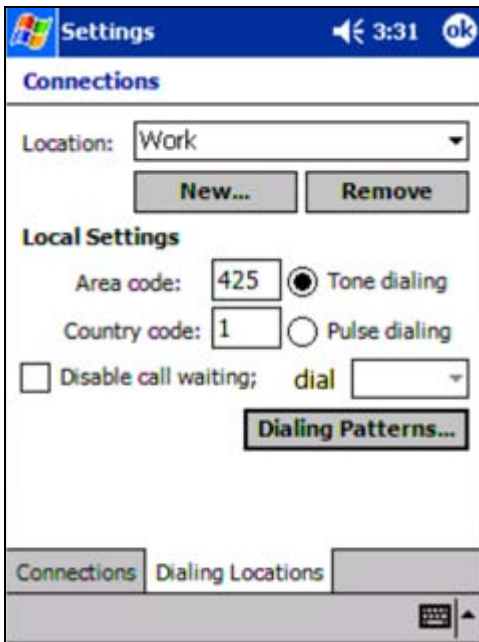 Settings 3:31 ok
Connections
Location: Work
New... Remove
Local Settings
Area code: 425 Tone dialing
Country code: 1 Pulse dialing
Disable call waiting; dial
Dialing Patterns...
Connections Dialing Locations